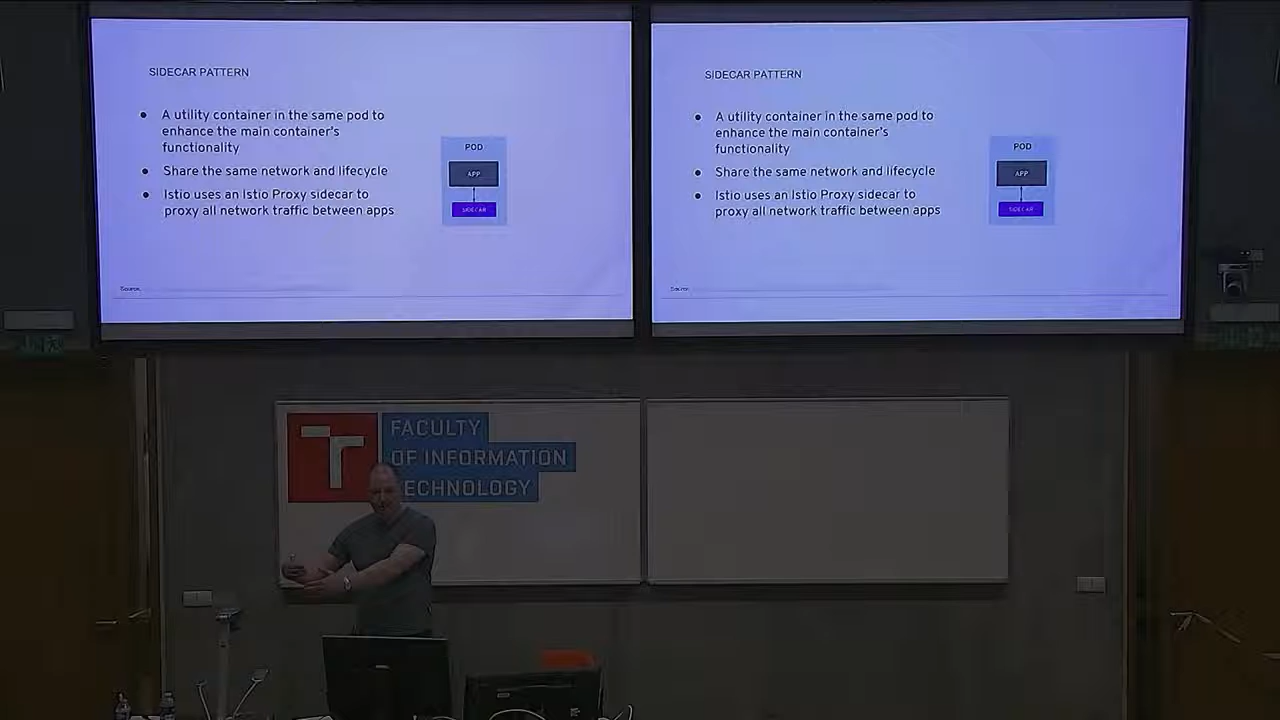 SIDECAR PATTERN
● A utility container in the same pod to
enhance the main container's
functionality
● Share the same network and lifecycle
● Istio uses an Istio Proxy sidecar to
proxy all network traffic between apps
POD
APP
SIDECAR
Source:
SIDECAR PATTERN
● A utility container in the same pod to
enhance the main container's
functionality
● Share the same network and lifecycle
● Istio uses an Istio Proxy sidecar to
proxy all network traffic between apps
POD
APP
SIDECAR
Source:
FACULTY
OF INFORMATION
TECHNOLOGY